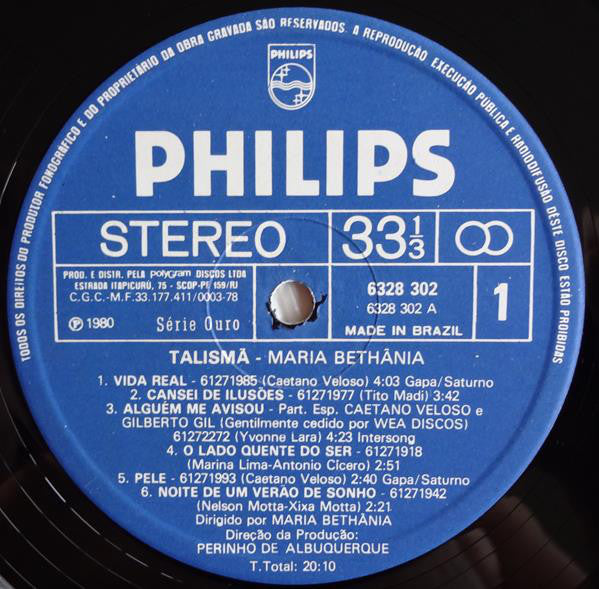 TODOS OS DIREITOS DO PRODUTOR FONOGRÁFICO E DO PROPRIETÁRIO DA OBRA GRAVADA SÃO RESERVADOS. A REPRODUÇÃO, EXECUÇÃO PÚBLICA E RADIODIFUSÃO DESTE DISCO ESTÃO PROIBIDAS
PHILIPS
PHILIPS
STEREO
33 1/3
PROD. E DISTR. PELA polygram DISCOS LTDA
ESTRADA ITAPICURÚ, 75 - SCDP-PF 159/RJ
C.G.C.-M.F. 33.177.411/0003-78
6328 302
6328 302 A
1
Ⓟ 1980
Série Ouro
MADE IN BRAZIL
TALISMÃ - MARIA BETHÂNIA
1. VIDA REAL - 61271985 (Caetano Veloso) 4:03 Gapa/Saturno
2. CANSEI DE ILUSÕES - 61271977 (Tito Madi) 3:42
3. ALGUÉM ME AVISOU - Part. Esp. CAETANO VELOSO e
GILBERTO GIL (Gentilmente cedido por WEA DISCOS)
61272272 (Yvonne Lara) 4:23 Intersong
4. O LADO QUENTE DO SER - 61271918
(Marina Lima-Antonio Cícero) 2:51
5. PELE - 61271993 (Caetano Veloso) 2:40 Gapa/Saturno
6. NOITE DE UM VERÃO DE SONHO - 61271942
(Nelson Motta-Xixa Motta) 2:21
Dirigido por MARIA BETHÂNIA
Direção da Produção:
PERINHO DE ALBUQUERQUE
T.Total: 20:10